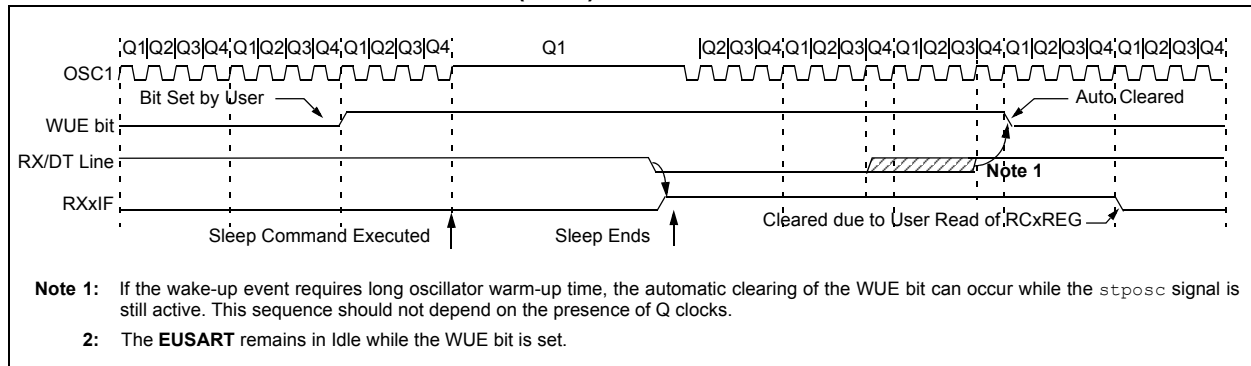 Q1|Q2|Q3|Q4|Q1|Q2|Q3|Q4|Q1|Q2|Q3|Q4 Q1 Q2|Q3|Q4|Q1|Q2|Q3|Q4|Q1|Q2|Q3|Q4|Q1|Q2|Q3|Q4|Q1|Q2|Q3|Q4
OSC1
Bit Set by User Auto Cleared
WUE bit
RX/DT Line
Note 1
RXxIF
Cleared due to User Read of RCxREG
Sleep Command Executed Sleep Ends
Note 1: If the wake-up event requires long oscillator warm-up time, the automatic clearing of the WUE bit can occur while the stposc signal is
still active. This sequence should not depend on the presence of Q clocks.
2: The EUSART remains in Idle while the WUE bit is set.